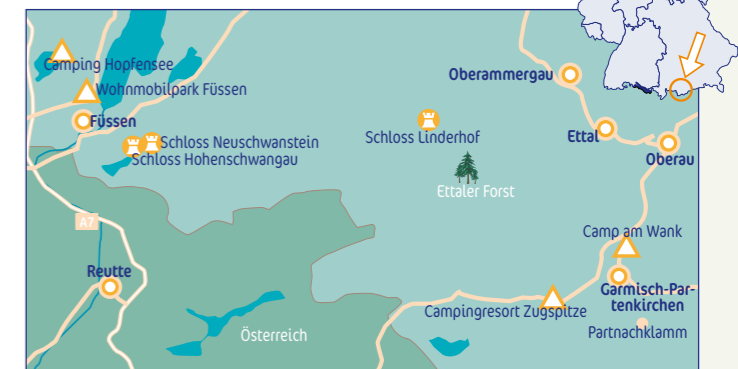 Camping Hopfensee
Wohnmobilpark Füssen
Füssen
Schloss Neuschwanstein
Schloss Hohenschwangau
A7
Reutte
Österreich
Oberammergau
Schloss Linderhof
Ettal
Oberau
Ettaler Forst
Camp am Wank
Garmisch-Par-
tenkirchen
Campingresort Zugspitze
Partnachklamm